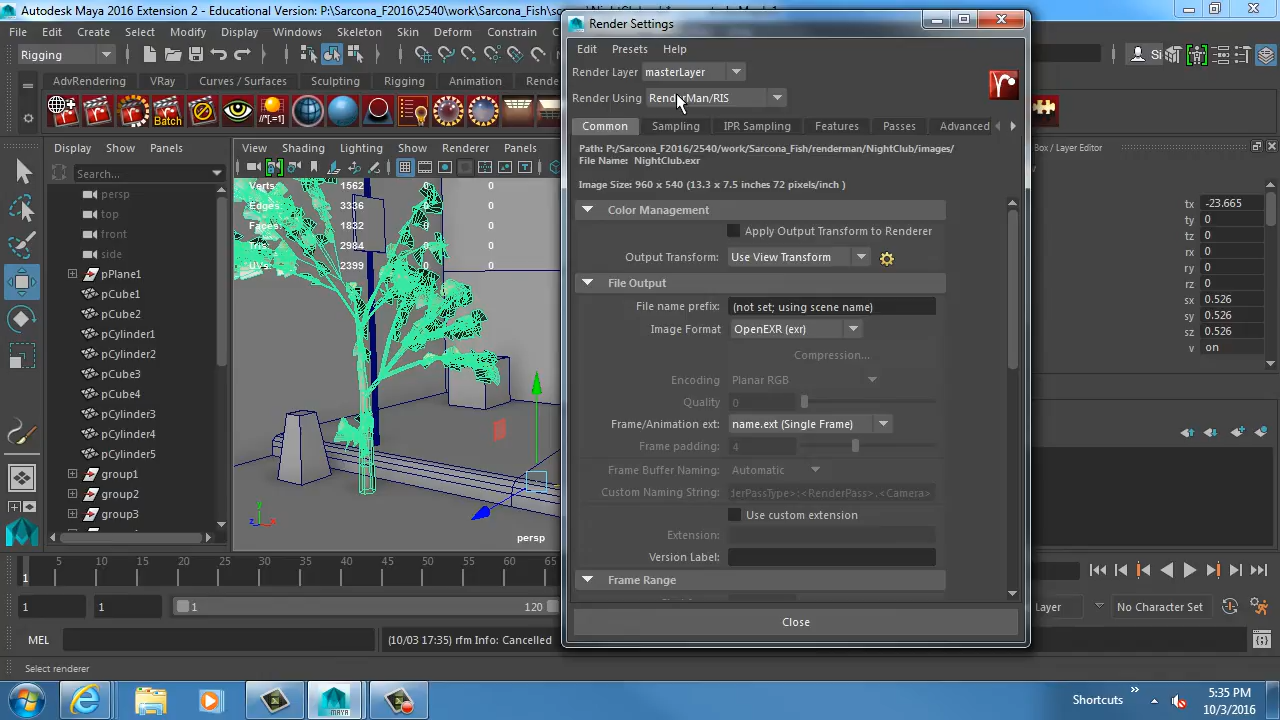 Autodesk Maya 2016 Extension 2 - Educational Version: P:\Sarcona_F2016\2540\work\Sarcona_Fish\s
File Edit Create Select Modify Display Windows Skeleton Skin Deform Constrain
Rigging
Si
AdvRendering VRay Curves / Surfaces Sculpting Rigging Animation
Batch
Display Show Panels
Search...
persp
top
front
side
pPlane1
pCube1
pCube2
pCylinder1
pCylinder2
pCube3
pCube4
pCylinder3
pCylinder4
pCylinder5
group1
group2
group3
View Shading Lighting Show Renderer Panels
Verts: 1562 0
Edges 3336 0
Faces: 1832 0
Tris: 2984 0
UVs: 2399 0
persp
Render Settings
Edit Presets Help
Render Layer masterLayer
Render Using RenderMan/RIS
Common Sampling IPR Sampling Features Passes Advanced
Path: P:/Sarcona_F2016/2540/work/Sarcona_Fish/renderman/NightClub/images/
File Name: NightClub.exr
Image Size: 960 x 540 (13.3 x 7.5 inches 72 pixels/inch )
Color Management
Apply Output Transform to Renderer
Output Transform: Use View Transform
File Output
File name prefix: (not set; using scene name)
Image Format OpenEXR (exr)
Compression...
Encoding Planar RGB
Quality 0
Frame/Animation ext: name.ext (Single Frame)
Frame padding: 4
Frame Buffer Naming: Automatic
Custom Naming String: derPassType>:<RenderPass>.<Camera>
Use custom extension
Extension:
Version Label:
Frame Range
Close
Box / Layer Editor
tx -23.665
ty 0
tz 0
rx 0
ry 0
rz 0
sx 0.526
sy 0.526
sz 0.526
v on
1 5 10 15 20 25 30 35 40 45 50 55 60 65
1 1 1 120
Layer No Character Set
MEL (10/03 17:35) rfm Info: Cancelled
Select renderer
MAYA
Shortcuts
5:35 PM
10/3/2016